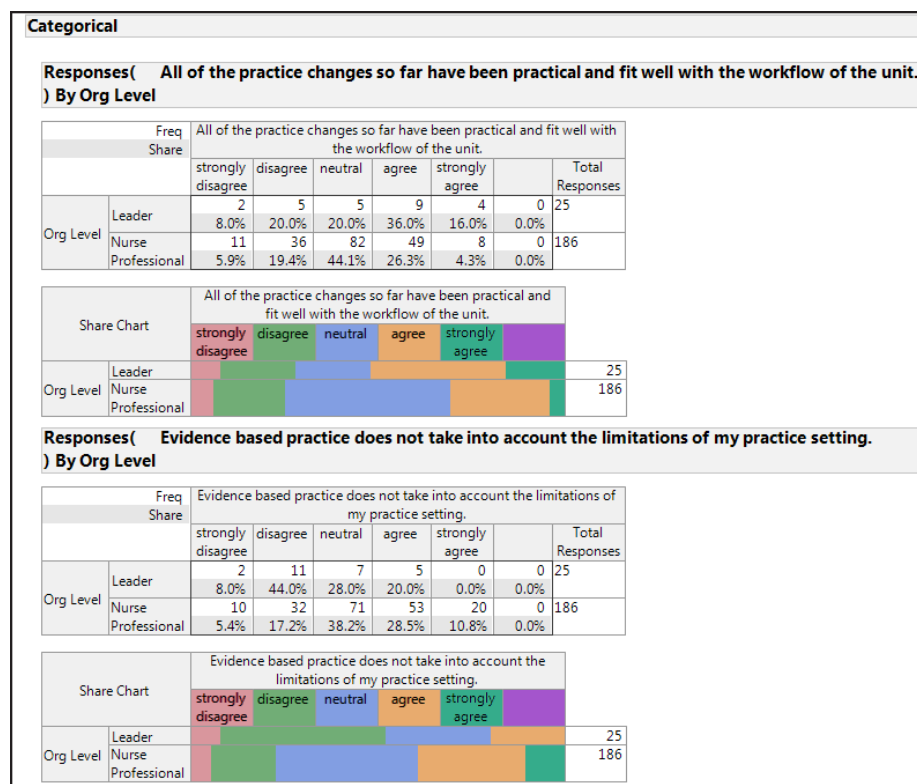 Categorical
Responses( All of the practice changes so far have been practical and fit well with the workflow of the unit.
) By Org Level
Freq All of the practice changes so far have been practical and fit well with
Share the workflow of the unit.
strongly disagree neutral agree strongly Total
disagree agree Responses
2 5 5 9 4 0 25
Leader
8.0% 20.0% 20.0% 36.0% 16.0% 0.0%
Org Level
Nurse 11 36 82 49 8 0 186
Professional 5.9% 19.4% 44.1% 26.3% 4.3% 0.0%
All of the practice changes so far have been practical and
fit well with the workflow of the unit.
Share Chart
strongly disagree neutral agree strongly
disagree agree
Leader 25
Org Level Nurse 186
Professional
Responses( Evidence based practice does not take into account the limitations of my practice setting.
) By Org Level
Freq Evidence based practice does not take into account the limitations of
Share my practice setting.
strongly disagree neutral agree strongly Total
disagree agree Responses
2 11 7 5 0 0 25
Leader
8.0% 44.0% 28.0% 20.0% 0.0% 0.0%
Org Level
Nurse 10 32 71 53 20 0 186
Professional 5.4% 17.2% 38.2% 28.5% 10.8% 0.0%
Evidence based practice does not take into account the
limitations of my practice setting.
Share Chart
strongly disagree neutral agree strongly
disagree agree
Leader 25
Org Level Nurse 186
Professional